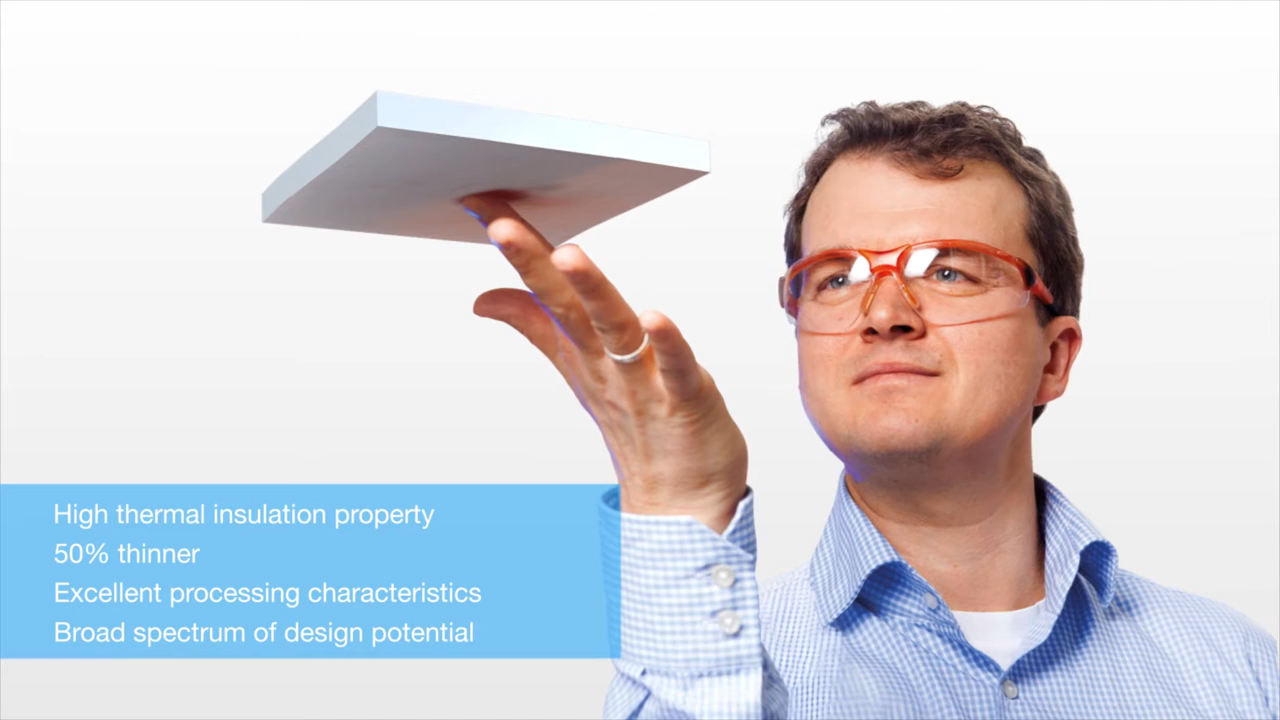 High thermal insulation property
50% thinner
Excellent processing characteristics
Broad spectrum of design potential